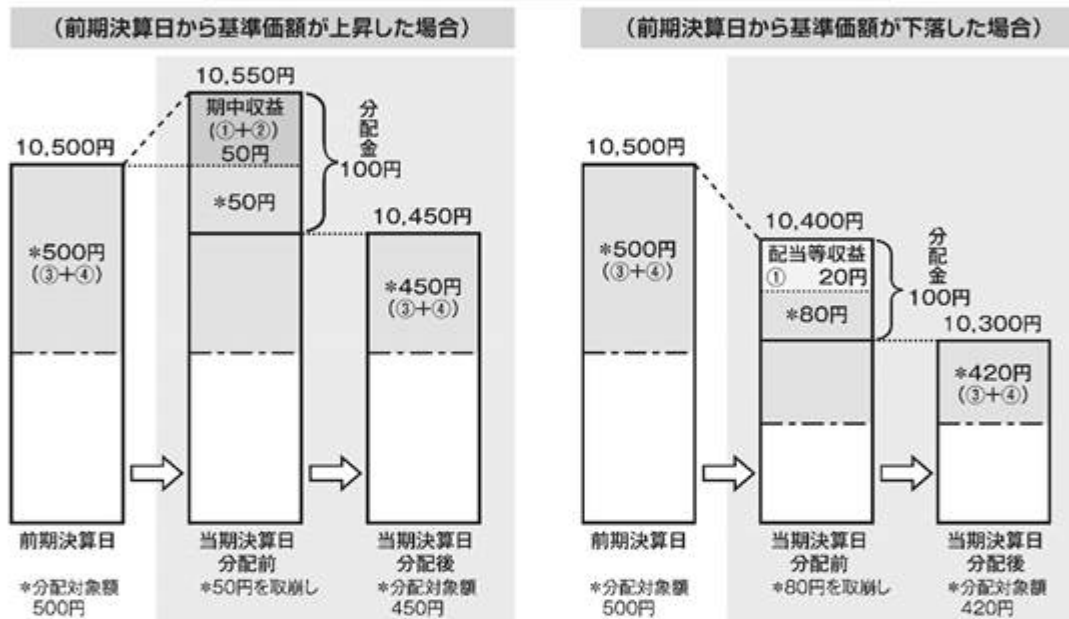 (前期決算日から基準価額が上昇した場合)
10,550円
期中収益
(①+②)
50円
*50円
分配金
100円
10,500円
*500円
(③+④)
10,450円
*450円
(③+④)
前期決算日
*分配対象額
500円
当期決算日
分配前
*50円を取崩し
当期決算日
分配後
*分配対象額
450円
(前期決算日から基準価額が下落した場合)
10,500円
*500円
(③+④)
10,400円
配当等収益
① 20円
*80円
分配金
100円
10,300円
*420円
(③+④)
前期決算日
*分配対象額
500円
当期決算日
分配前
*80円を取崩し
当期決算日
分配後
*分配対象額
420円